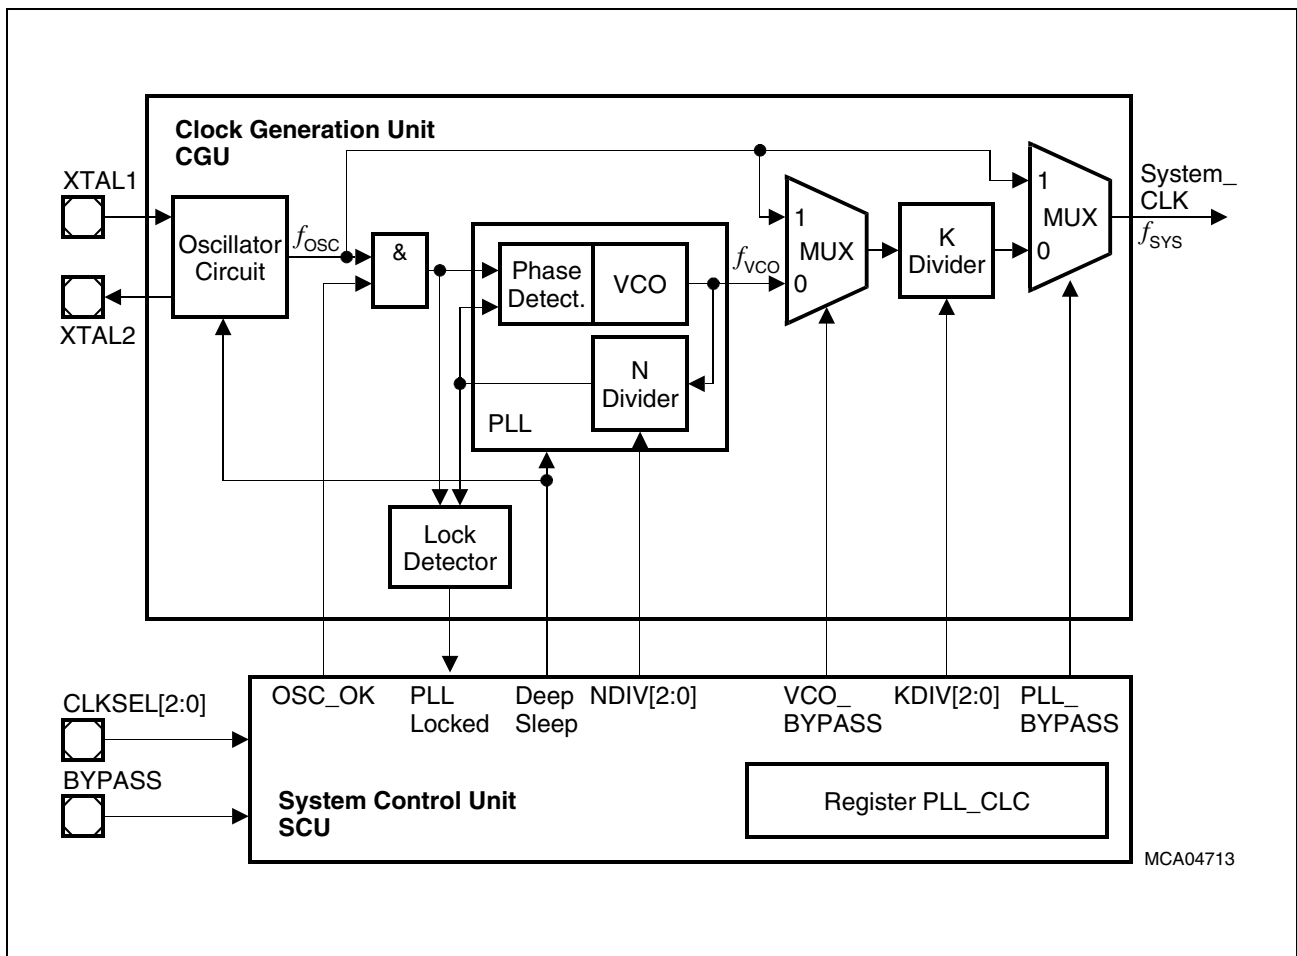 Clock Generation Unit
CGU
XTAL1
XTAL2
Oscillator
Circuit
fOSC
&
Phase
Detect.
VCO
N
Divider
PLL
fVCO
1
MUX
0
K
Divider
1
MUX
0
System_
CLK
fSYS
Lock
Detector
OSC_OK
PLL
Locked
Deep
Sleep
NDIV[2:0]
VCO_
BYPASS
KDIV[2:0]
PLL_
BYPASS
CLKSEL[2:0]
BYPASS
System Control Unit
SCU
Register PLL_CLC
MCA04713